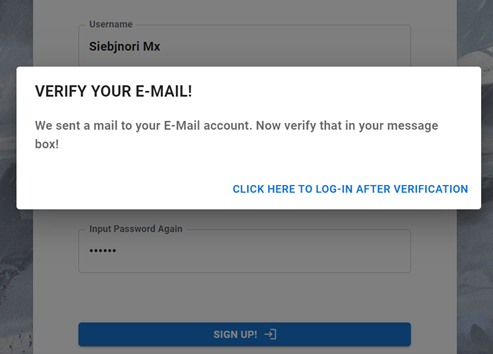 Username
Siebjnori Mx
VERIFY YOUR E-MAIL!
We sent a mail to your E-Mail account. Now verify that in your message
box!
CLICK HERE TO LOG-IN AFTER VERIFICATION
Input Password Again
••••••
SIGN UP!